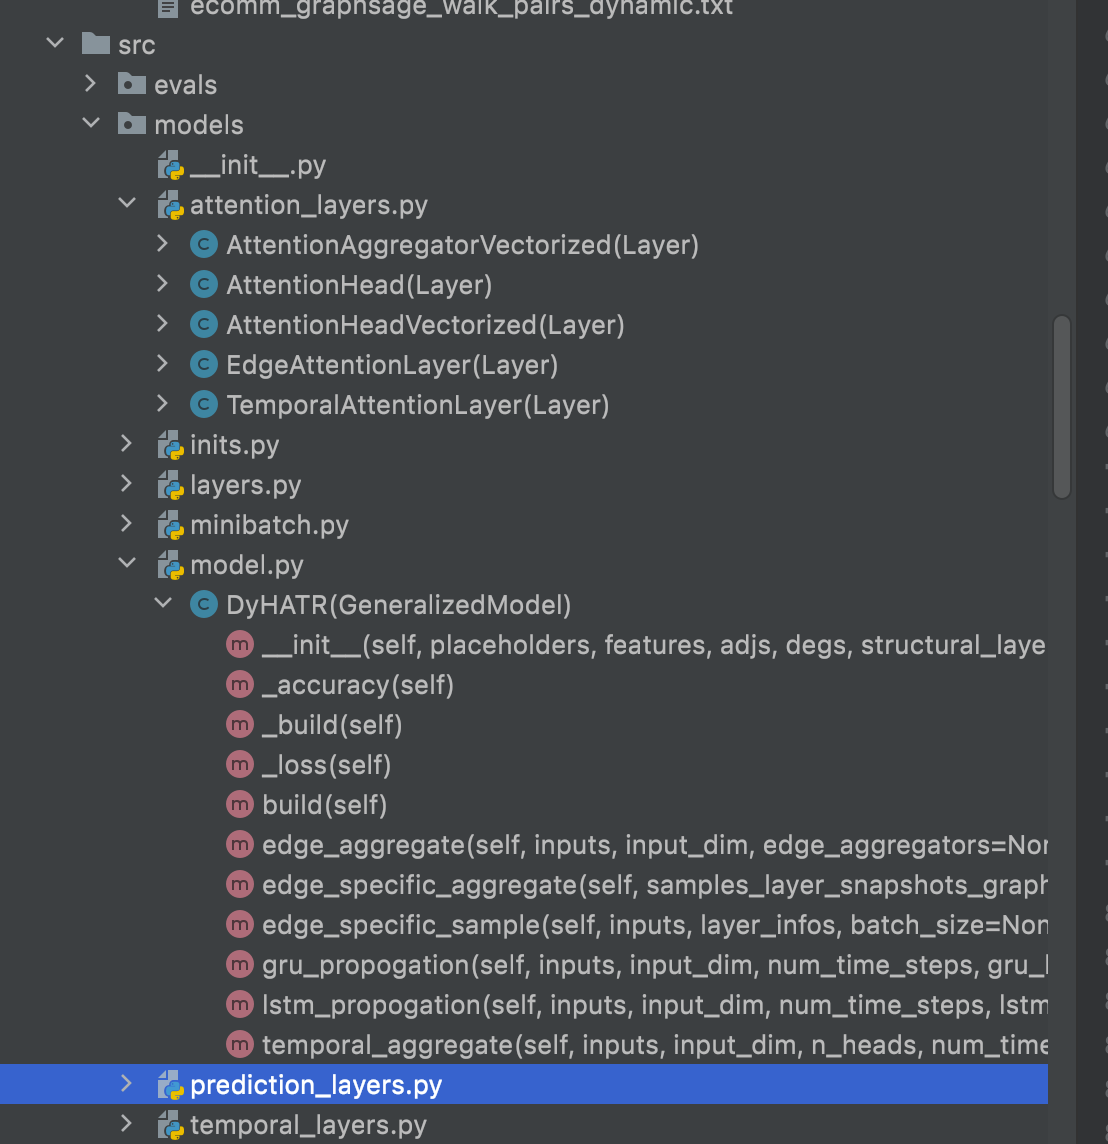 ecomm_graphsage_walk_pairs_dynamic.txt
src
evals
models
__init__.py
attention_layers.py
C AttentionAggregatorVectorized(Layer)
C AttentionHead(Layer)
C AttentionHeadVectorized(Layer)
C EdgeAttentionLayer(Layer)
C TemporalAttentionLayer(Layer)
inits.py
layers.py
minibatch.py
model.py
C DyHATR(GeneralizedModel)
m __init__(self, placeholders, features, adjs, degs, structural_laye
m _accuracy(self)
m _build(self)
m _loss(self)
m build(self)
m edge_aggregate(self, inputs, input_dim, edge_aggregators=Nor
m edge_specific_aggregate(self, samples_layer_snapshots_graph
m edge_specific_sample(self, inputs, layer_infos, batch_size=Non
m gru_propogation(self, inputs, input_dim, num_time_steps, gru_l
m lstm_propogation(self, inputs, input_dim, num_time_steps, lstm
m temporal_aggregate(self, inputs, input_dim, n_heads, num_time
prediction_layers.py
temporal_layers.py